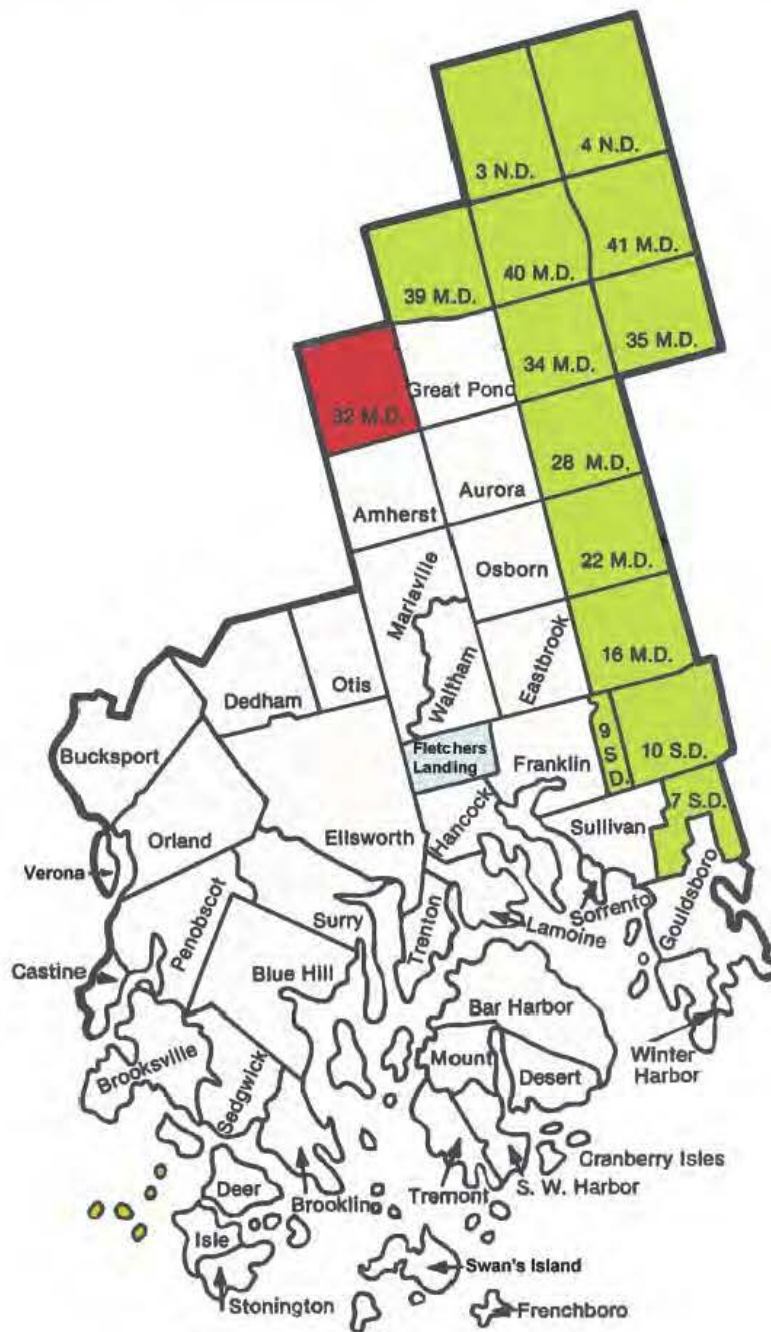 4 N.D.
3 N.D.
41 M.D.
40 M.D.
39 M.D.
35 M.D.
34 M.D.
Great Pond
32 M.D.
28 M.D.
Aurora
Amherst
22 M.D.
Osborn
Mariaville
16 M.D.
Eastbrook
Waltham
Otis
Dedham
9
S
D.
10 S.D.
Fletchers
Landing
Franklin
Bucksport
7 S.D.
Hancock
Sullivan
Ellsworth
Orland
Verona
Gouldsboro
Sorrento
Lamoine
Surry
Trenton
Penobscot
Castine
Blue Hill
Bar Harbor
Mount
Desert
Winter
Harbor
Brooksville
Sedgwick
Cranberry Isles
S. W. Harbor
Tremont
Brooklin
Deer
Isle
Swan's Island
Stonington
Frenchboro